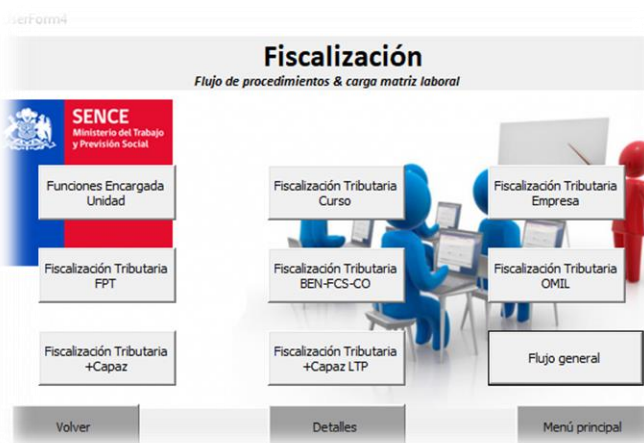 UserForm4
Fiscalización
Flujo de procedimientos & carga matriz laboral
SENCE
Ministerio del Trabajo
y Previsión Social
Funciones Encargada
Unidad
Fiscalización Tributaria
Curso
Fiscalización Tributaria
Empresa
Fiscalización Tributaria
FPT
Fiscalización Tributaria
BEN-FCS-CO
Fiscalización Tributaria
OMIL
Fiscalización Tributaria
+Capaz
Fiscalización Tributaria
+Capaz LTP
Flujo general
Volver
Detalles
Menú principal